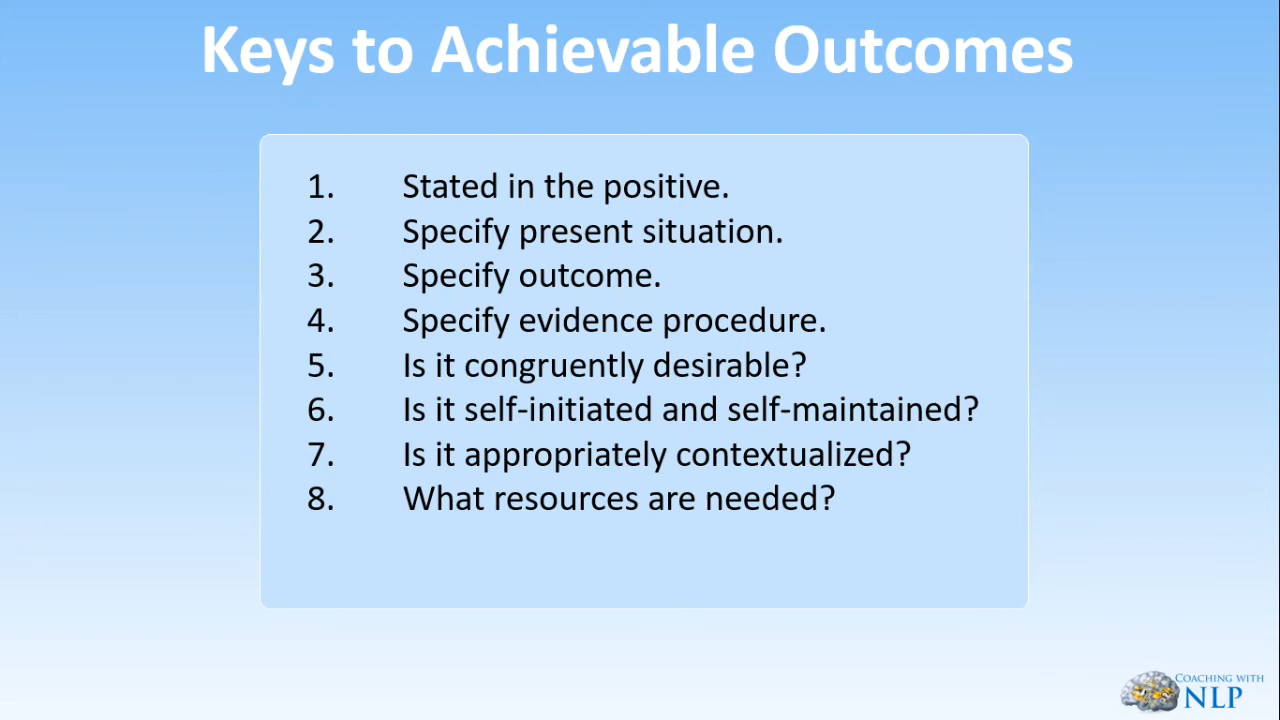 Keys to Achievable Outcomes
1. Stated in the positive.
2. Specify present situation.
3. Specify outcome.
4. Specify evidence procedure.
5. Is it congruently desirable?
6. Is it self-initiated and self-maintained?
7. Is it appropriately contextualized?
8. What resources are needed?
COACHING WITH
NLP